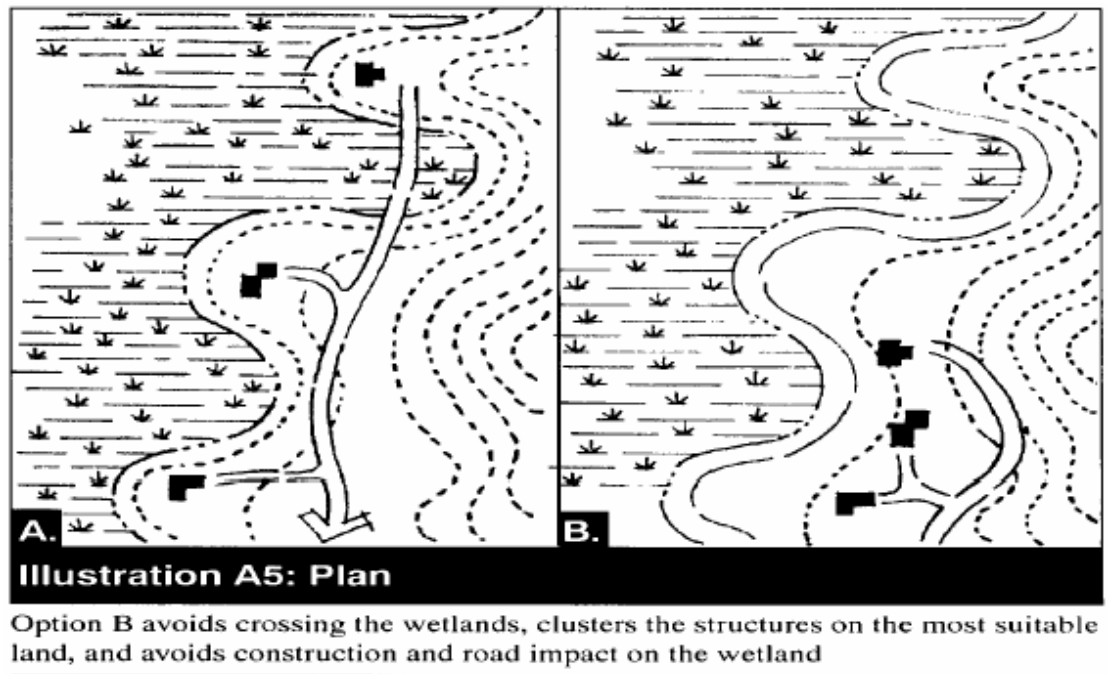 A.
B.
Illustration A5: Plan
Option B avoids crossing the wetlands, clusters the structures on the most suitable
land, and avoids construction and road impact on the wetland